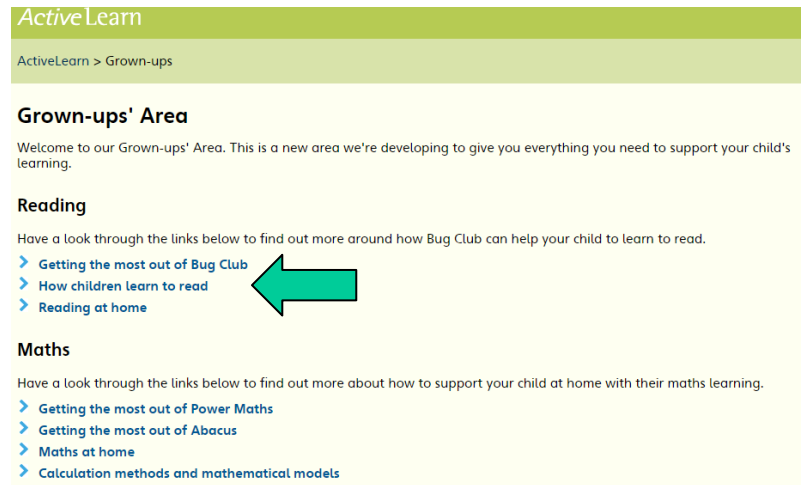 ActiveLearn
ActiveLearn > Grown-ups
Grown-ups' Area
Welcome to our Grown-ups' Area. This is a new area we're developing to give you everything you need to support your child's
learning.
Reading
Have a look through the links below to find out more around how Bug Club can help your child to learn to read.
Getting the most out of Bug Club
How children learn to read
Reading at home
Maths
Have a look through the links below to find out more about how to support your child at home with their maths learning.
Getting the most out of Power Maths
Getting the most out of Abacus
Maths at home
Calculation methods and mathematical models